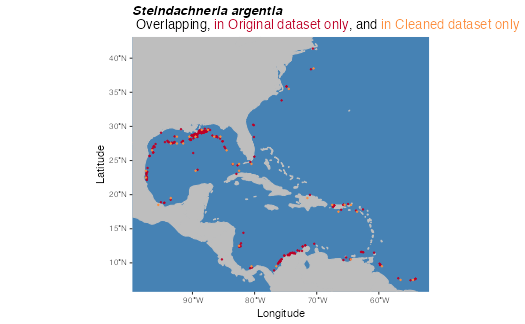 Steindachneria argentia
Overlapping, in Original dataset only, and in Cleaned dataset only
40°N
35°N
30°N
25°N
20°N
15°N
10°N
Latitude
90°W
80°W
70°W
60°W
Longitude